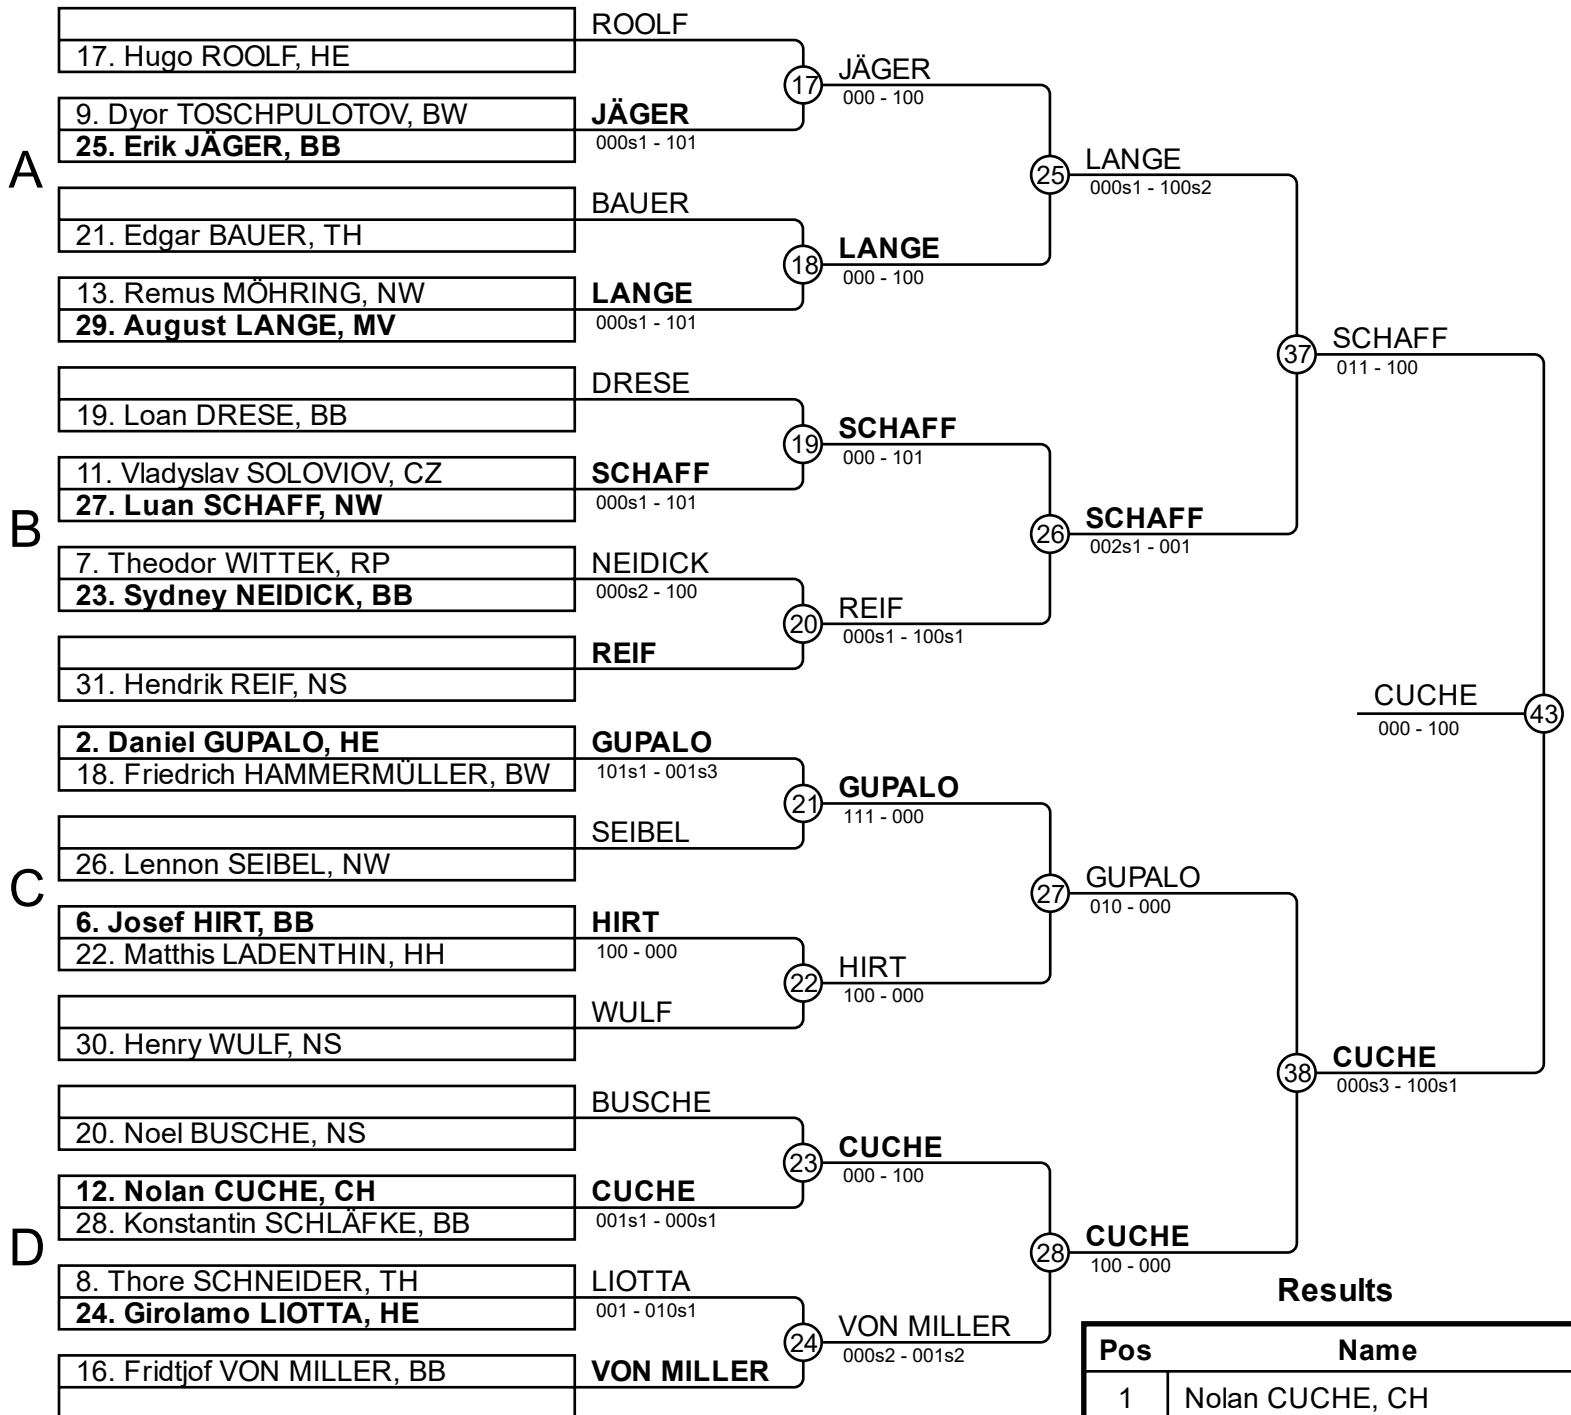 ROOLF
17. Hugo ROOLF, HE
17
JÄGER
000 - 100
9. Dyor TOSCHPULOTOV, BW
JÄGER
25. Erik JÄGER, BB
000s1 - 101
A
25
LANGE
000s1 - 100s2
BAUER
21. Edgar BAUER, TH
18
LANGE
000 - 100
13. Remus MÖHRING, NW
LANGE
29. August LANGE, MV
000s1 - 101
37
SCHAFF
011 - 100
DRESE
19. Loan DRESE, BB
19
SCHAFF
000 - 101
11. Vladyslav SOLOVIOV, CZ
SCHAFF
27. Luan SCHAFF, NW
000s1 - 101
B
26
SCHAFF
002s1 - 001
7. Theodor WITTEK, RP
NEIDICK
23. Sydney NEIDICK, BB
000s2 - 100
20
REIF
000s1 - 100s1
REIF
31. Hendrik REIF, NS
CUCHE
000 - 100
43
2. Daniel GUPALO, HE
GUPALO
18. Friedrich HAMMERMÜLLER, BW
101s1 - 001s3
21
GUPALO
111 - 000
SEIBEL
26. Lennon SEIBEL, NW
C
27
GUPALO
010 - 000
6. Josef HIRT, BB
HIRT
22. Matthis LADENTHIN, HH
100 - 000
22
HIRT
100 - 000
WULF
30. Henry WULF, NS
38
CUCHE
000s3 - 100s1
BUSCHE
20. Noel BUSCHE, NS
23
CUCHE
000 - 100
12. Nolan CUCHE, CH
CUCHE
28. Konstantin SCHLÄFKE, BB
001s1 - 000s1
D
28
CUCHE
100 - 000
8. Thore SCHNEIDER, TH
LIOTTA
24. Girolamo LIOTTA, HE
001 - 010s1
24
VON MILLER
000s2 - 001s2
16. Fridtjof VON MILLER, BB
VON MILLER
Results
Pos Name
1 Nolan CUCHE, CH